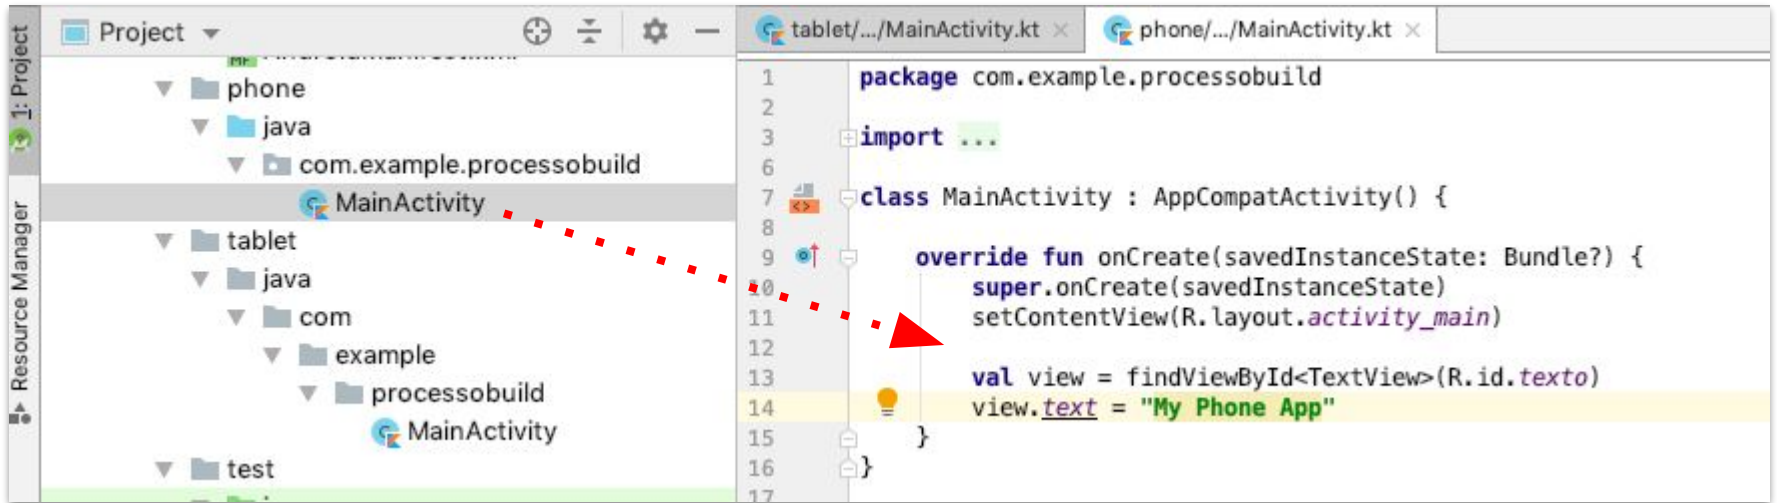 1: Project
Resource Manager
Project
phone
java
com.example.processobuild
MainActivity
tablet
java
com
example
processobuild
MainActivity
test
tablet/.../MainActivity.kt
phone/.../MainActivity.kt
1 package com.example.processobuild
2
3 import ...
6
7 class MainActivity : AppCompatActivity() {
8
9 override fun onCreate(savedInstanceState: Bundle?) {
10 super.onCreate(savedInstanceState)
11 setContentView(R.layout.activity_main)
12
13 val view = findViewById<TextView>(R.id.texto)
14 view.text = "My Phone App"
15 }
16 }
17